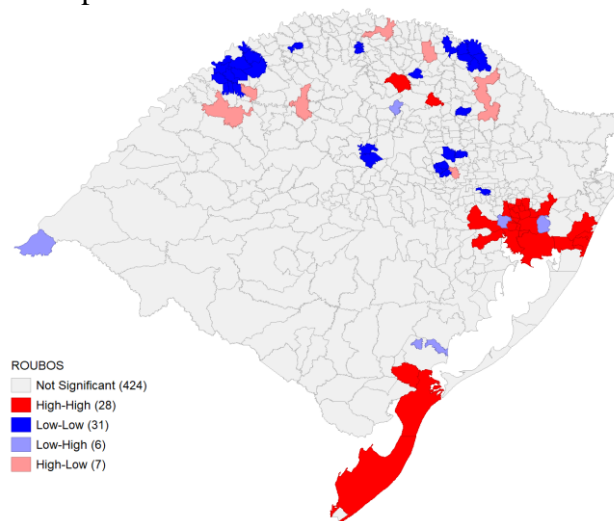 ROUBOS
Not Significant (424)
High-High (28)
Low-Low (31)
Low-High (6)
High-Low (7)